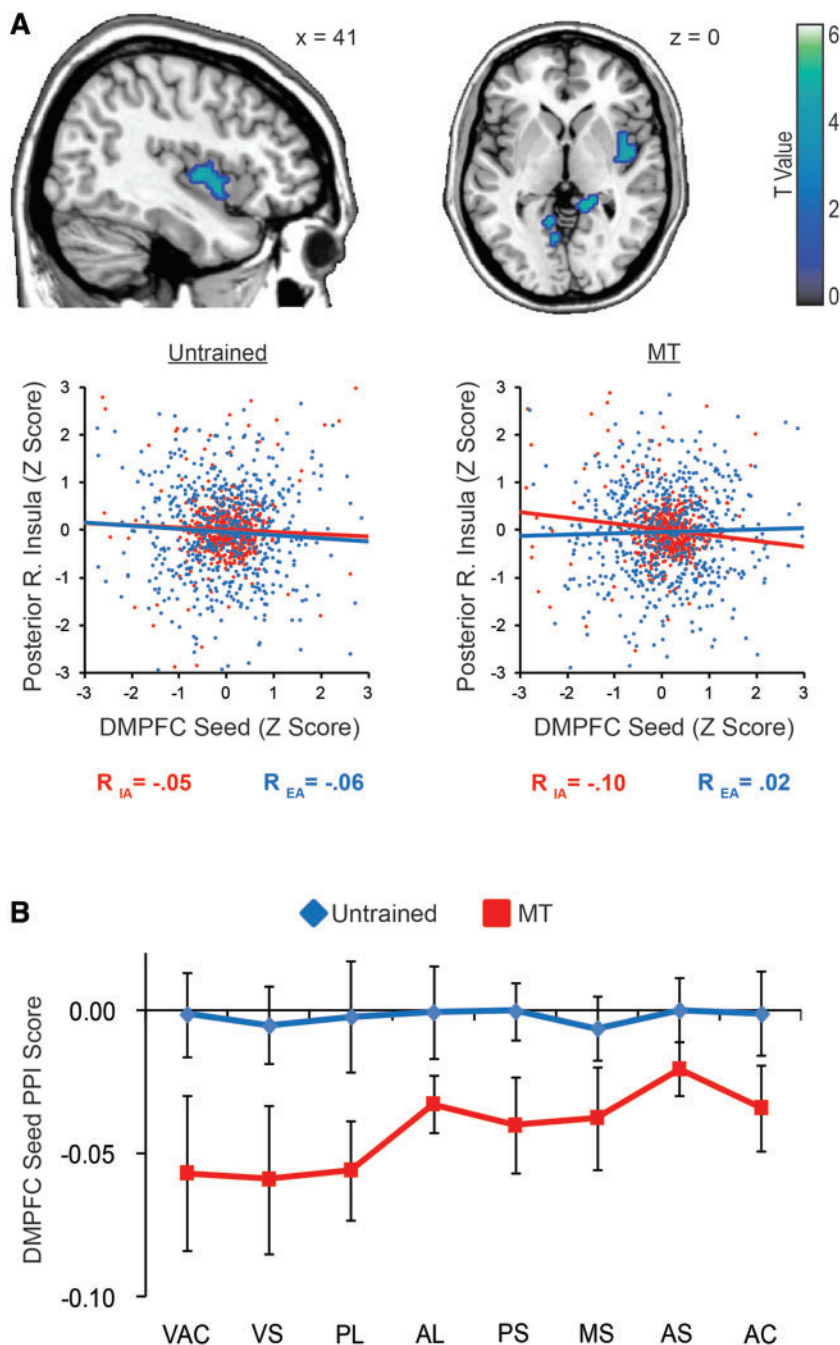 A
x = 41
z = 0
6
4
2
0
T Value
Untrained
MT
3
2
1
0
-1
-2
-3
Posterior R. Insula (Z Score)
-3 -2 -1 0 1 2 3
DMPFC Seed (Z Score)
3
2
1
0
-1
-2
-3
Posterior R. Insula (Z Score)
-3 -2 -1 0 1 2 3
DMPFC Seed (Z Score)
R IA = -.05 R EA = -.06
R IA = -.10 R EA = .02
B
Untrained MT
0.00
-0.05
-0.10
DMPFC Seed PPI Score
VAC VS PL AL PS MS AS AC